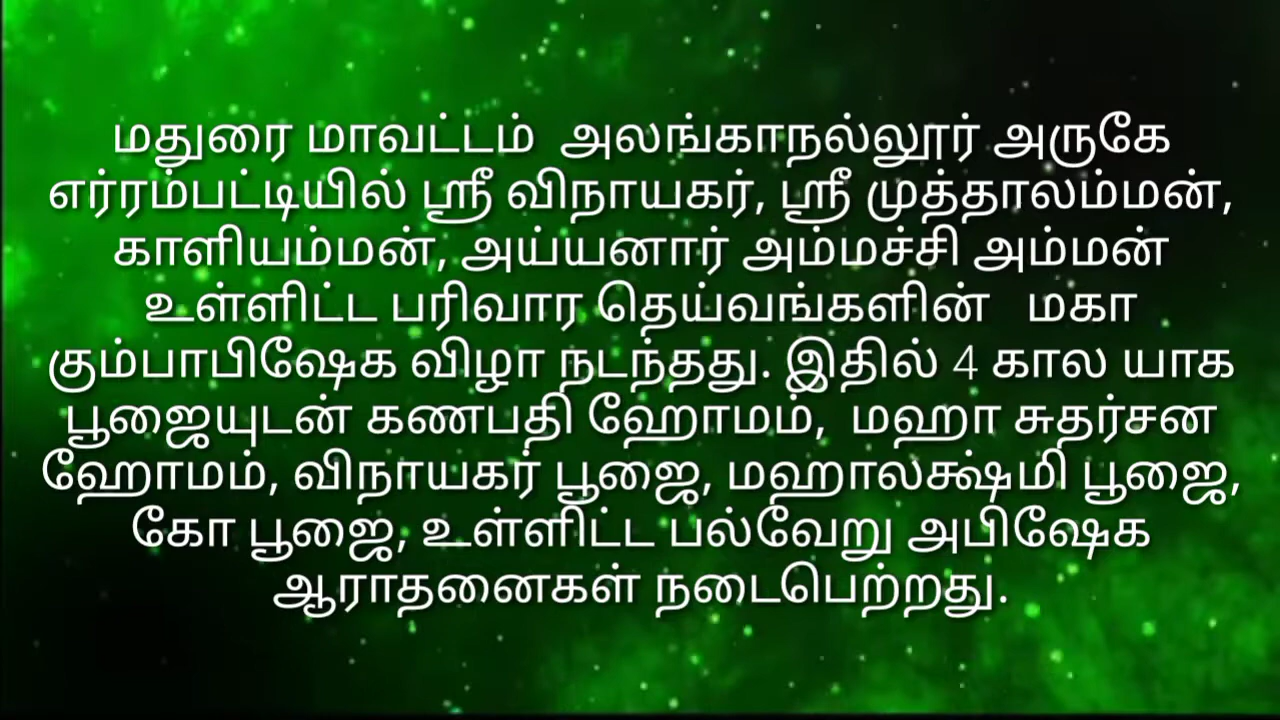 மதுரை மாவட்டம் அலங்காநல்லூர் அருகே
எர்ரம்பட்டியில் ஸ்ரீ விநாயகர், ஸ்ரீ முத்தாலம்மன்,
காளியம்மன், அய்யனார் அம்மச்சி அம்மன்
உள்ளிட்ட பரிவார தெய்வங்களின் மகா
கும்பாபிஷேக விழா நடந்தது. இதில் 4 கால யாக
பூஜையுடன் கணபதி ஹோமம், மஹா சுதர்சன
ஹோமம், விநாயகர் பூஜை, மஹாலக்ஷ்மி பூஜை,
கோ பூஜை, உள்ளிட்ட பல்வேறு அபிஷேக
ஆராதனைகள் நடைபெற்றது.